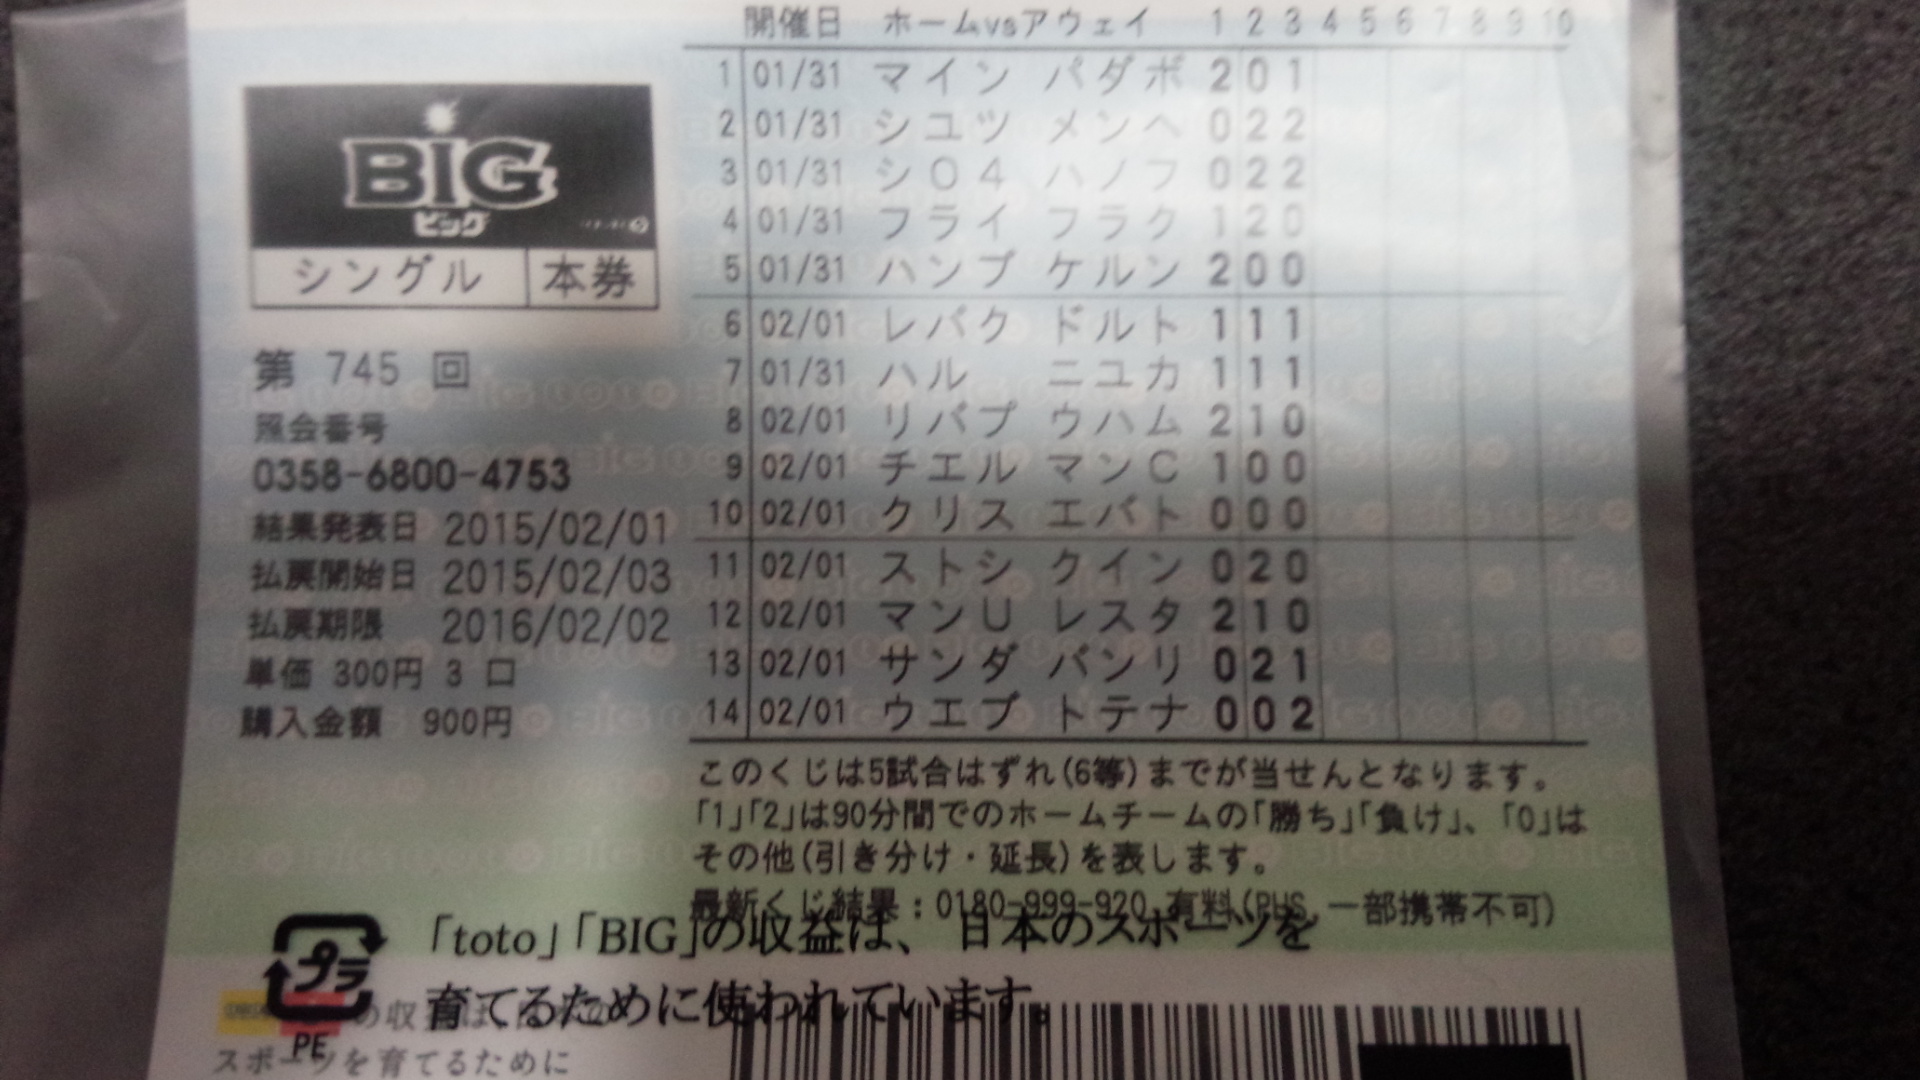 開催日 ホームvsアウェイ 1 2 3 4 5 6 7 8 9 10
1 01/31 マイン パダボ 2 0 1
2 01/31 シユツ メンヘ 0 2 2
3 01/31 シ04 ハノフ 0 2 2
4 01/31 フライ フラク 1 2 0
5 01/31 ハンブ ケルン 2 0 0
6 02/01 レバク ドルト 1 1 1
7 01/31 ハル ニユカ 1 1 1
8 02/01 リバプ ウハム 2 1 0
9 02/01 チエル マンC 1 0 0
10 02/01 クリス エバト 0 0 0
11 02/01 ストシ クイン 0 2 0
12 02/01 マンU レスタ 2 1 0
13 02/01 サンダ バンリ 0 2 1
14 02/01 ウエブ トテナ 0 0 2
BIG
ビッグ
シングル 本券
第 745 回
照会番号
0358-6800-4753
結果発表日 2015/02/01
払戻開始日 2015/02/03
払戻期限 2016/02/02
単価 300円 3 口
購入金額 900円
このくじは5試合はずれ(6等)までが当せんとなります。
「1」「2」は90分間でのホームチームの「勝ち」「負け」、「0」は
その他(引き分け・延長)を表します。
最新くじ結果:0180-999-920 有料(PHS、一部携帯不可)
「toto」「BIG」の収益は、日本のスポーツを
育てるために使われています。
プラ
PE
の収益は、日本の
スポーツを育てるために